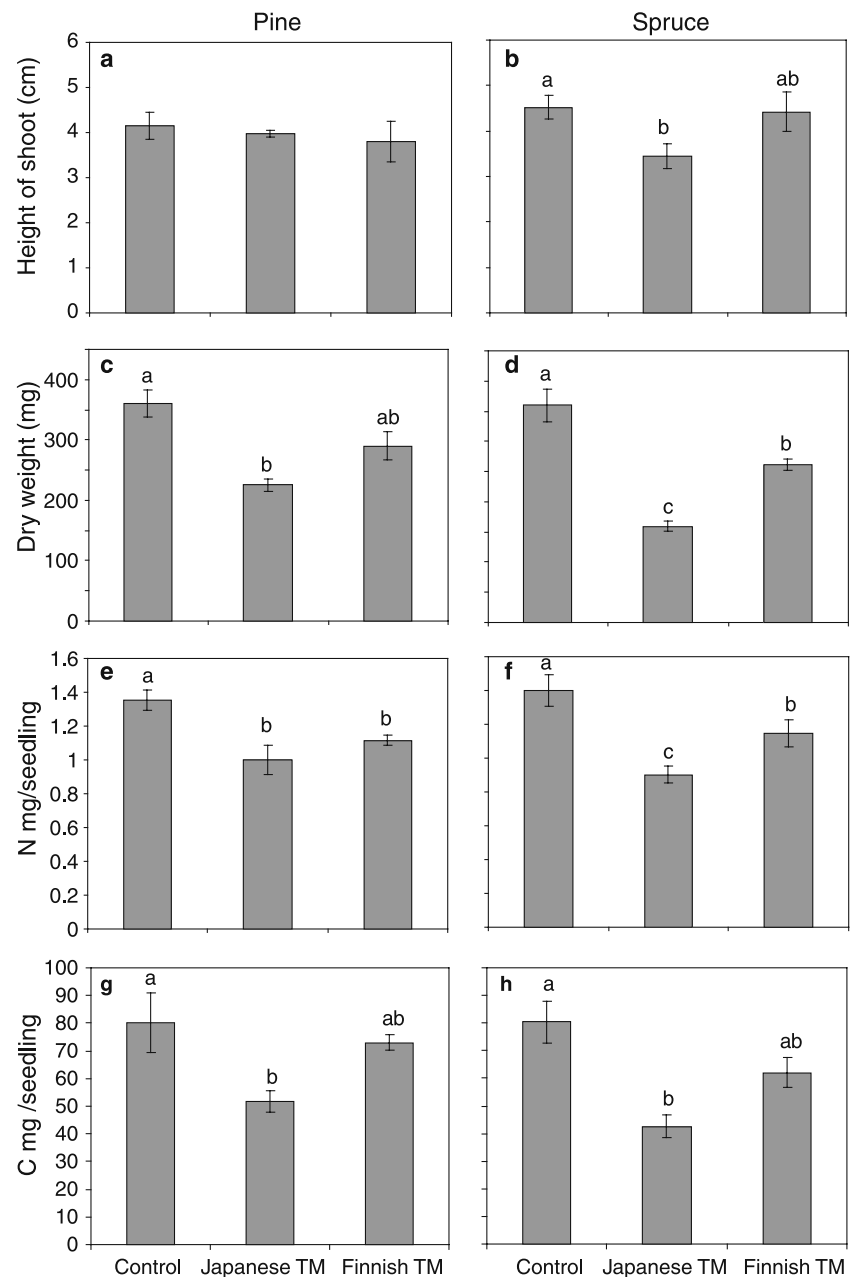 Pine
Spruce
a
Height of shoot (cm)
6
5
4
3
2
1
0
b
a
b
ab
c
Dry weight (mg)
400
300
200
100
0
a
b
ab
d
a
c
b
e
N mg/seedling
1.6
1.4
1.2
1
0.8
0.6
0.4
0.2
0
a
b
b
f
a
c
b
g
C mg /seedling
100
90
80
70
60
50
40
30
20
10
0
a
b
ab
h
a
b
ab
Control Japanese TM Finnish TM
Control Japanese TM Finnish TM